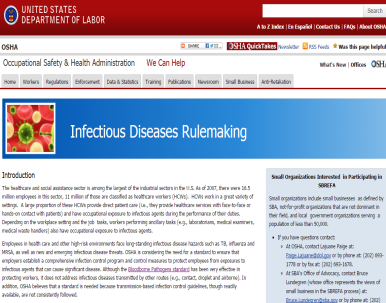 UNITED STATES
DEPARTMENT OF LABOR
Search
A to Z Index | En Español | Contact Us | FAQs | About OSHA
OSHA
SHARE
OSHA QuickTakes Newsletter RSS Feeds Was this page helpful
Occupational Safety & Health Administration We Can Help
What's New | Offices OSHA
Home Workers Regulations Enforcement Data & Statistics Training Publications Newsroom Small Business Anti-Retaliation
Infectious Diseases Rulemaking
Introduction
The healthcare and social assistance sector is among the largest of the industrial sectors in the U.S. As of 2007, there were 16.5
million employees in this sector; 11 million of those are classified as healthcare workers (HCWs). HCWs work in a great variety of
settings. A large proportion of these HCWs provide direct patient care (i.e., they provide healthcare services with face-to-face or
hands-on contact with patients) and have occupational exposure to infectious agents during the performance of their duties.
Depending on the workplace setting and the job tasks, workers performing ancillary tasks (e.g., laboratorians, medical examiners,
medical waste handlers) also have occupational exposure to infectious agents.
Employees in health care and other high-risk environments face long-standing infectious disease hazards such as TB, influenza and
MRSA, as well as new and emerging infectious disease threats. OSHA is considering the need for a standard to ensure that
employers establish a comprehensive infection control program and control measures to protect employees from exposures to
infectious agents that can cause significant disease. Although the Bloodborne Pathogens standard has been very effective in
protecting workers, it does not address infectious diseases transmitted by other routes (e.g., contact, droplet and airborne). In
addition, OSHA believes that a standard is needed because transmission-based infection control guidelines, though readily
available, are not consistently followed.
Small Organizations Interested in Participating in
SBREFA
Small organizations include small businesses as defined by
SBA, not-for-profit organizations that are not dominant in
their field, and local government organizations serving a
population of less than 50,000.
If you have questions contact:
At OSHA, contact Lajaune Paige at:
Paige.Lajaune@dol.gov or by phone at: (202) 693-
1778 or by phone at: (202) 693-1678.
At SBA's Office of Advocacy, contact Bruce
Lundegren (whose office represents the views of
small business in the SBREFA process) at:
Bruce.Lundegren@sba.gov or by phone at: (202)